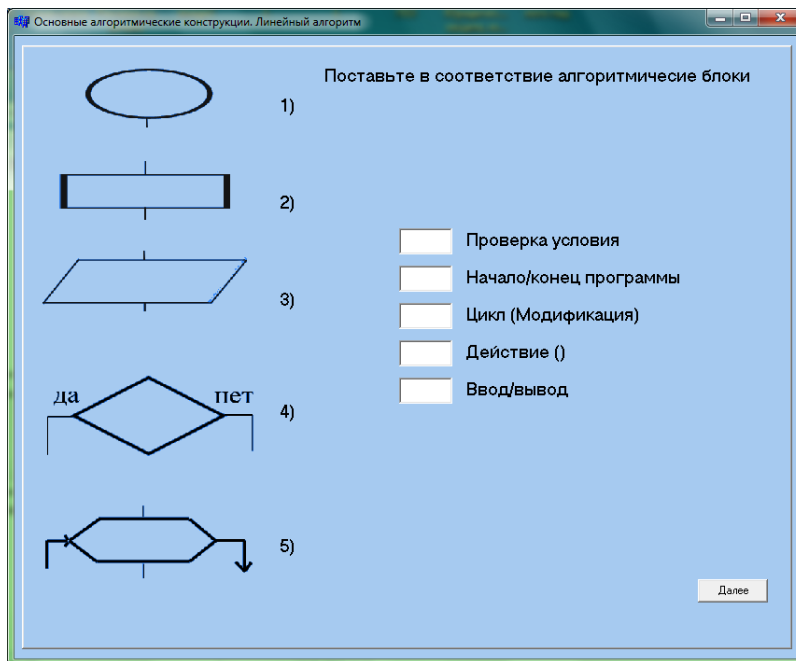 Основные алгоритмические конструкции. Линейный алгоритм
Поставьте в соответствие алгоритмичесие блоки
1)
2)
3)
да пет 4)
5)
Проверка условия
Начало/конец программы
Цикл (Модификация)
Действие ()
Ввод/вывод
Далее